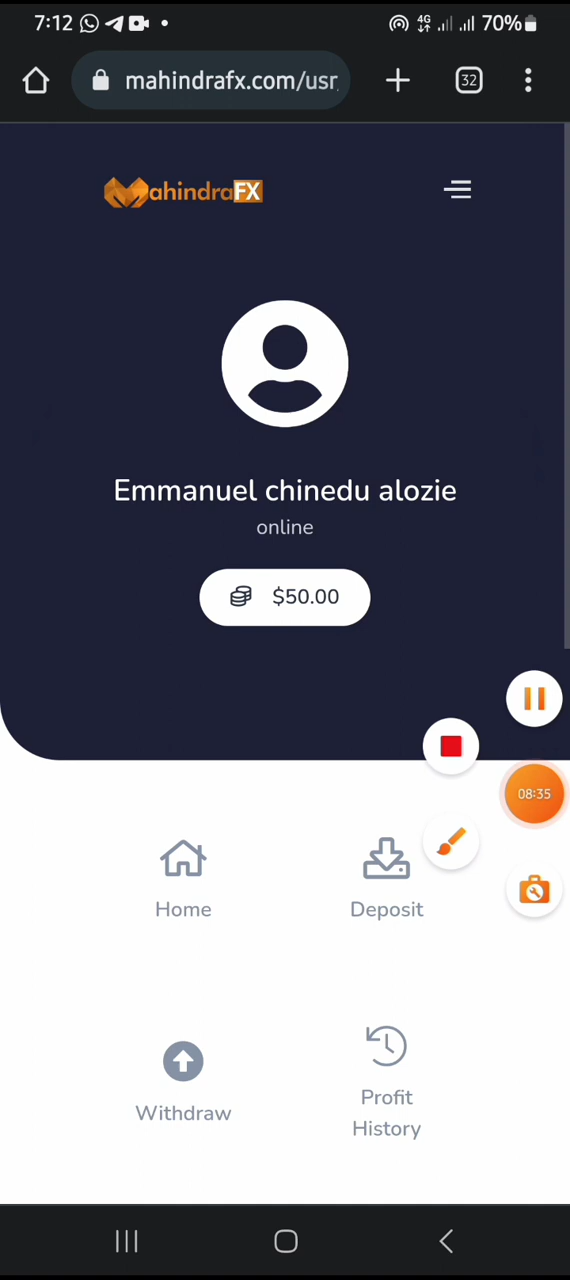 7:12 4G 70%
mahindrafx.com/usr 32
MahindraFX
Emmanuel chinedu alozie
online
$50.00
08:35
Home Deposit
Withdraw Profit
History